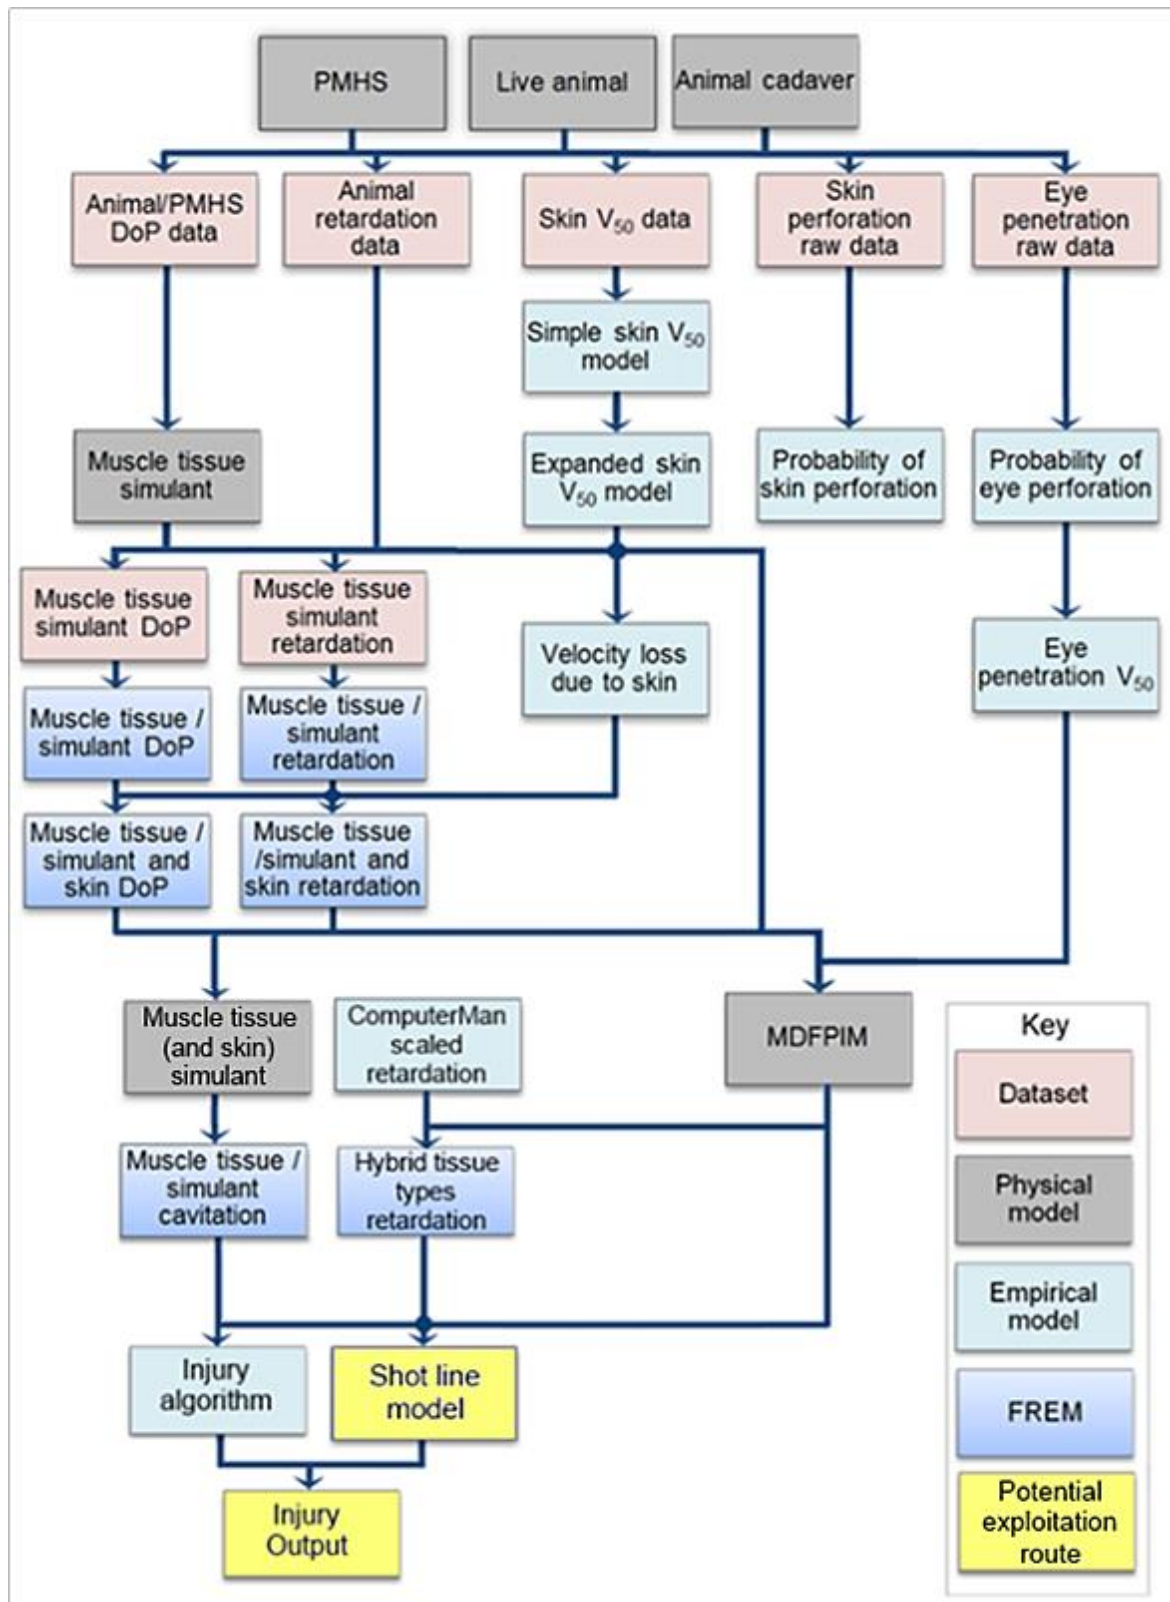 PMHS
Live animal
Animal cadaver
Animal/PMHS
DoP data
Animal
retardation
data
Skin V₅₀ data
Skin
perforation
raw data
Eye
penetration
raw data
Simple skin V₅₀
model
Muscle tissue
simulant
Expanded skin
V₅₀ model
Probability of
skin perforation
Probability of
eye perforation
Muscle tissue
simulant DoP
Muscle tissue
simulant
retardation
Velocity loss
due to skin
Eye
penetration V₅₀
Muscle tissue /
simulant DoP
Muscle tissue /
simulant
retardation
Muscle tissue /
simulant and
skin DoP
Muscle tissue
/simulant and
skin retardation
Muscle tissue
(and skin)
simulant
ComputerMan
scaled
retardation
MDFPIM
Muscle tissue /
simulant
cavitation
Hybrid tissue
types
retardation
Injury
algorithm
Shot line
model
Injury
Output
Key
Dataset
Physical
model
Empirical
model
FREM
Potential
exploitation
route